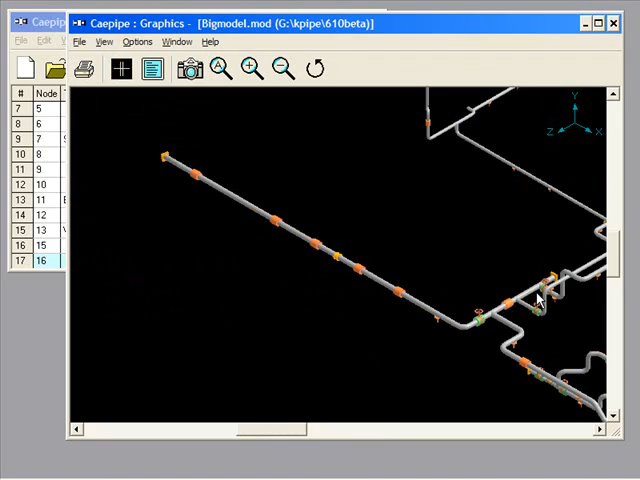 Caepipe
Caepipe : Graphics - [Bigmodel.mod (G:\kpipe\610beta)]
File Edit
File View Options Window Help
# Node
7 5
8 6
9 7
10 8
11 9
12 10
13 11
14 12
15 13
16 15
17 16
Y
Z X